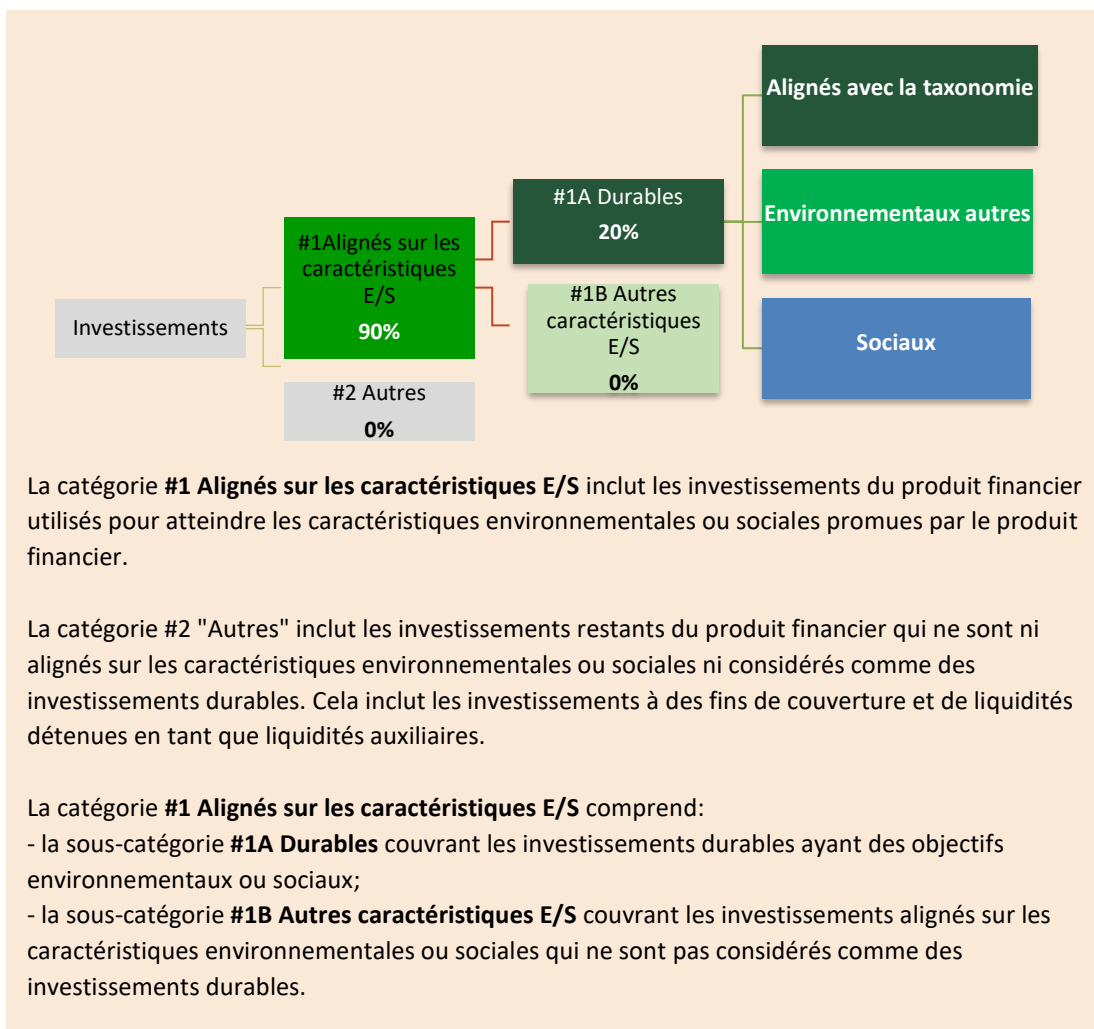 Alignés avec la taxonomie
#1A Durables
20%
Environnementaux autres
#1Alignés sur les
caractéristiques
E/S
90%
Investissements
#1B Autres
caractéristiques
E/S
0%
Sociaux
#2 Autres
0%
La catégorie #1 Alignés sur les caractéristiques E/S inclut les investissements du produit financier
utilisés pour atteindre les caractéristiques environnementales ou sociales promues par le produit
financier.
La catégorie #2 "Autres" inclut les investissements restants du produit financier qui ne sont ni
alignés sur les caractéristiques environnementales ou sociales ni considérés comme des
investissements durables. Cela inclut les investissements à des fins de couverture et de liquidités
détenues en tant que liquidités auxiliaires.
La catégorie #1 Alignés sur les caractéristiques E/S comprend:
- la sous-catégorie #1A Durables couvrant les investissements durables ayant des objectifs
environnementaux ou sociaux;
- la sous-catégorie #1B Autres caractéristiques E/S couvrant les investissements alignés sur les
caractéristiques environnementales ou sociales qui ne sont pas considérés comme des
investissements durables.